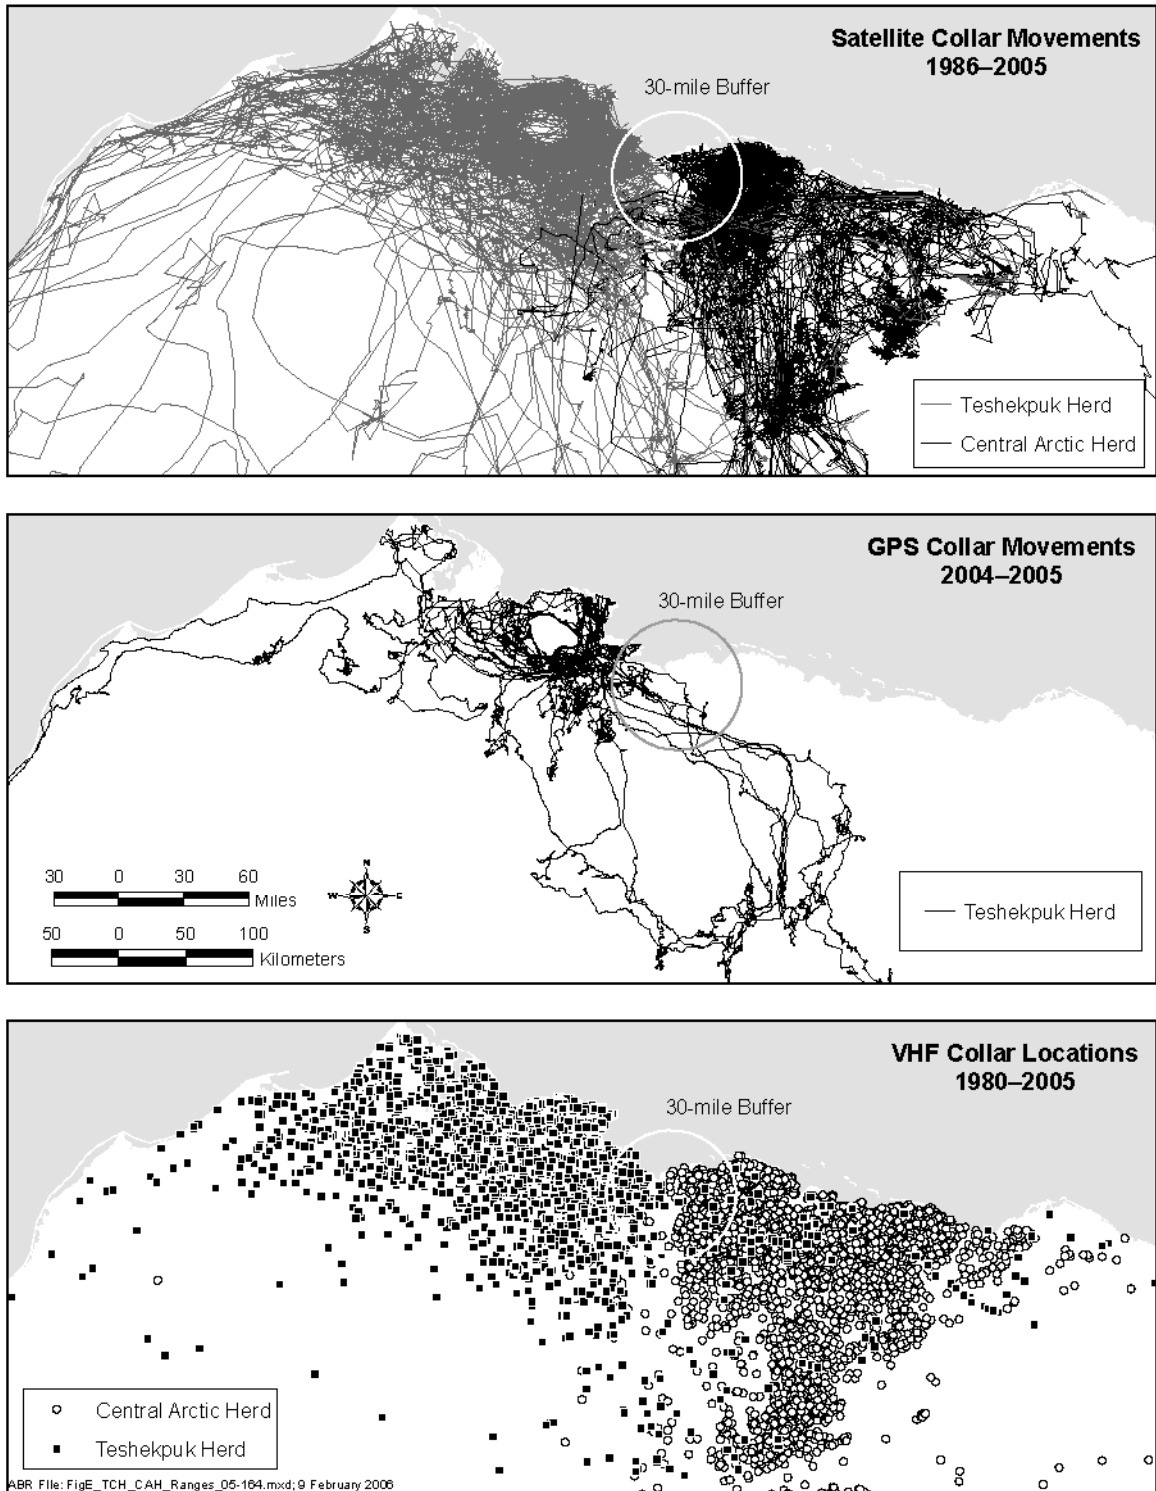 Satellite Collar Movements
1986–2005
30-mile Buffer
Teshekpuk Herd
Central Arctic Herd
GPS Collar Movements
2004–2005
30-mile Buffer
30 0 30 60
Miles
50 0 50 100
Kilometers
N
W E
S
Teshekpuk Herd
VHF Collar Locations
1980–2005
30-mile Buffer
Central Arctic Herd
Teshekpuk Herd
ABR File: FigE_TCH_CAH_Ranges_05-164.mxd; 9 February 2006